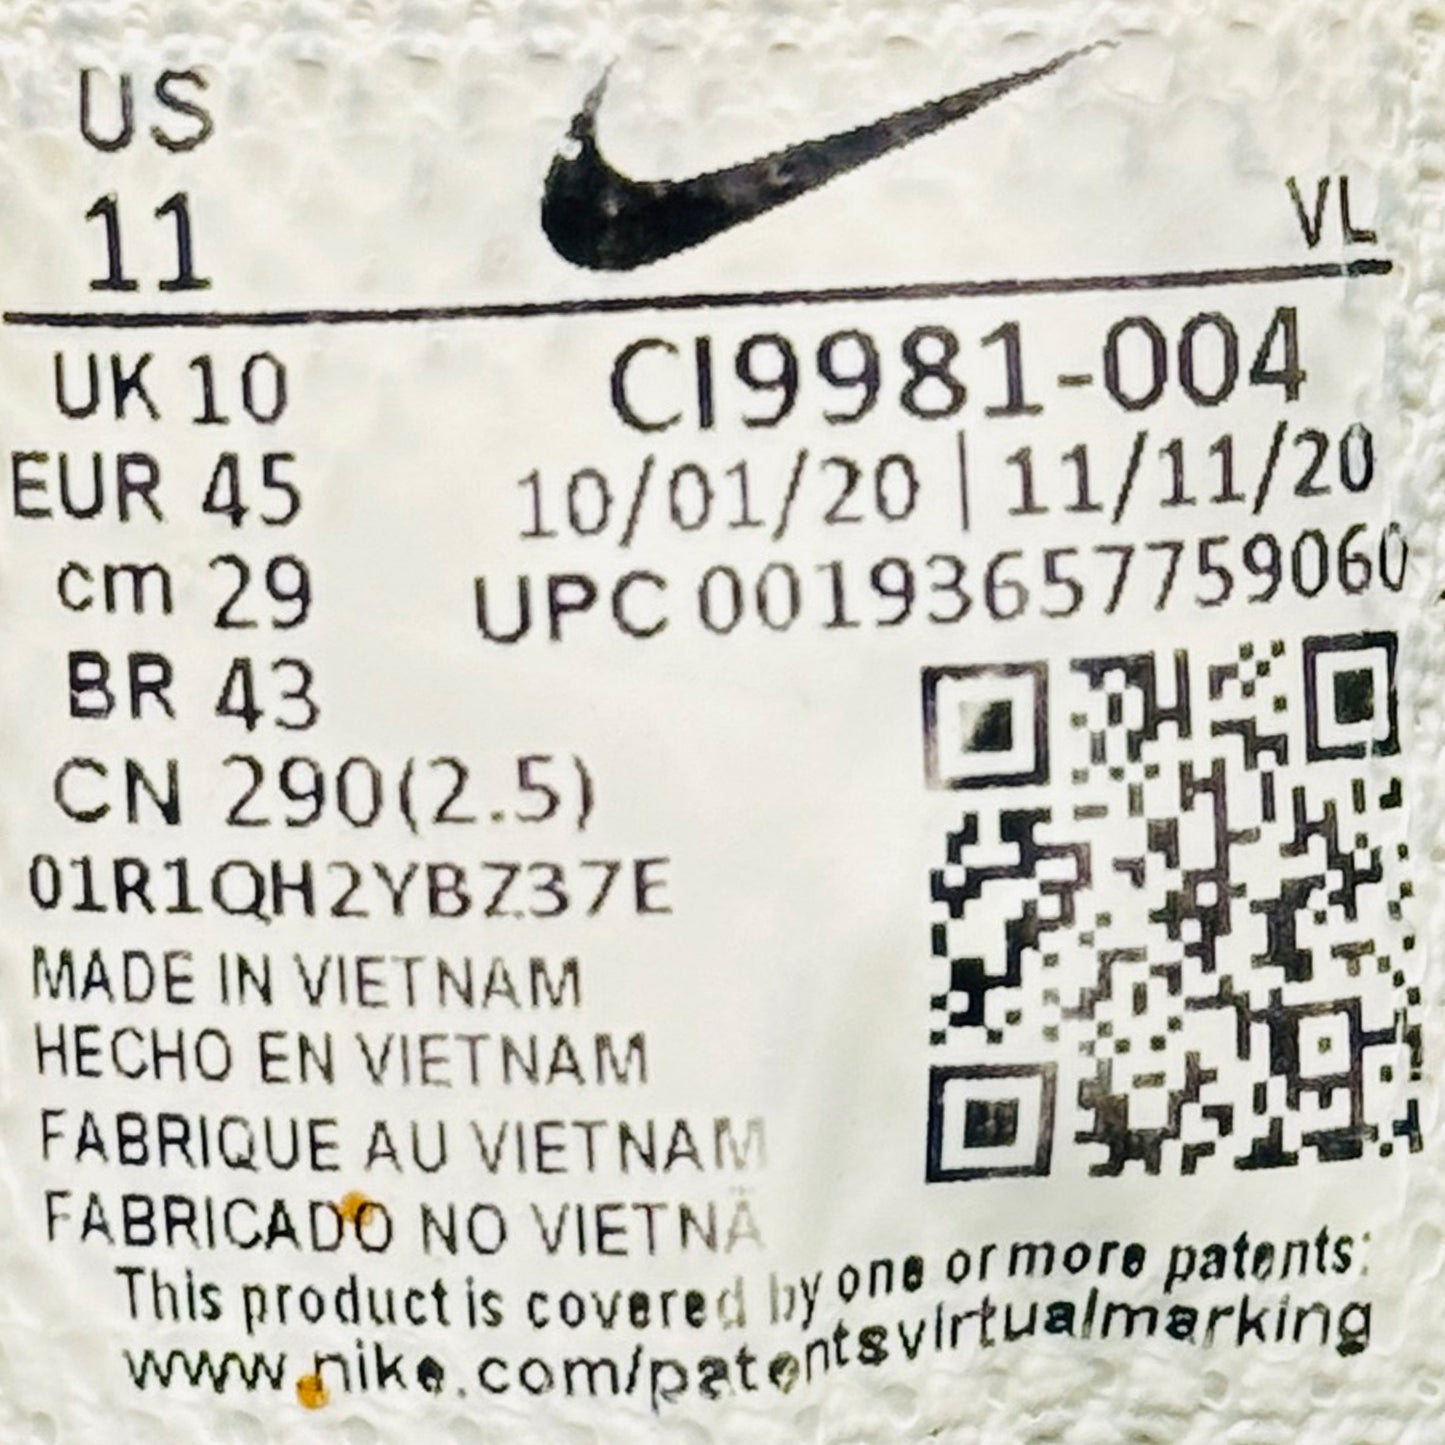 US
11
VL
UK 10
EUR 45
cm 29
BR 43
CN 290(2.5)
CI9981-004
10/01/20 | 11/11/20
UPC 00193657759060
01R1QH2YBZ37E
MADE IN VIETNAM
HECHO EN VIETNAM
FABRIQUE AU VIETNAM
FABRICADO NO VIETNÃ
This product is covered by one or more patents:
www.nike.com/patentsvirtualmarking